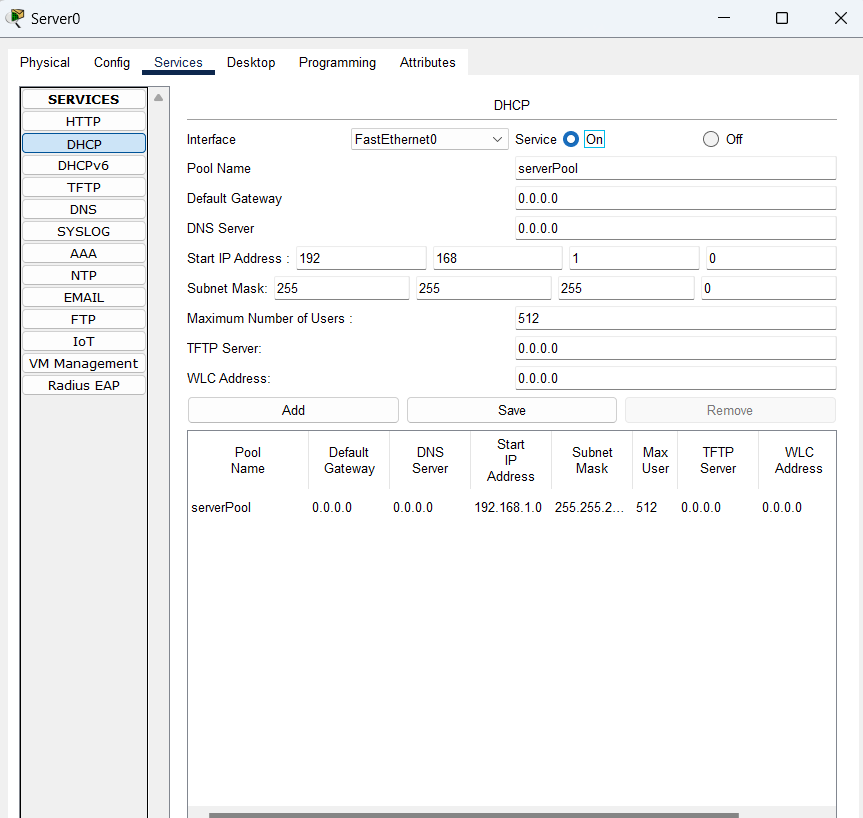 Server0
Physical Config Services Desktop Programming Attributes
SERVICES
HTTP
DHCP
DHCPv6
TFTP
DNS
SYSLOG
AAA
NTP
EMAIL
FTP
IoT
VM Management
Radius EAP
DHCP
Interface FastEthernet0 Service On Off
Pool Name serverPool
Default Gateway 0.0.0.0
DNS Server 0.0.0.0
Start IP Address : 192 168 1 0
Subnet Mask: 255 255 255 0
Maximum Number of Users : 512
TFTP Server: 0.0.0.0
WLC Address: 0.0.0.0
Add Save Remove
Pool Name Default Gateway DNS Server Start IP Address Subnet Mask Max User TFTP Server WLC Address
serverPool 0.0.0.0 0.0.0.0 192.168.1.0 255.255.2... 512 0.0.0.0 0.0.0.0